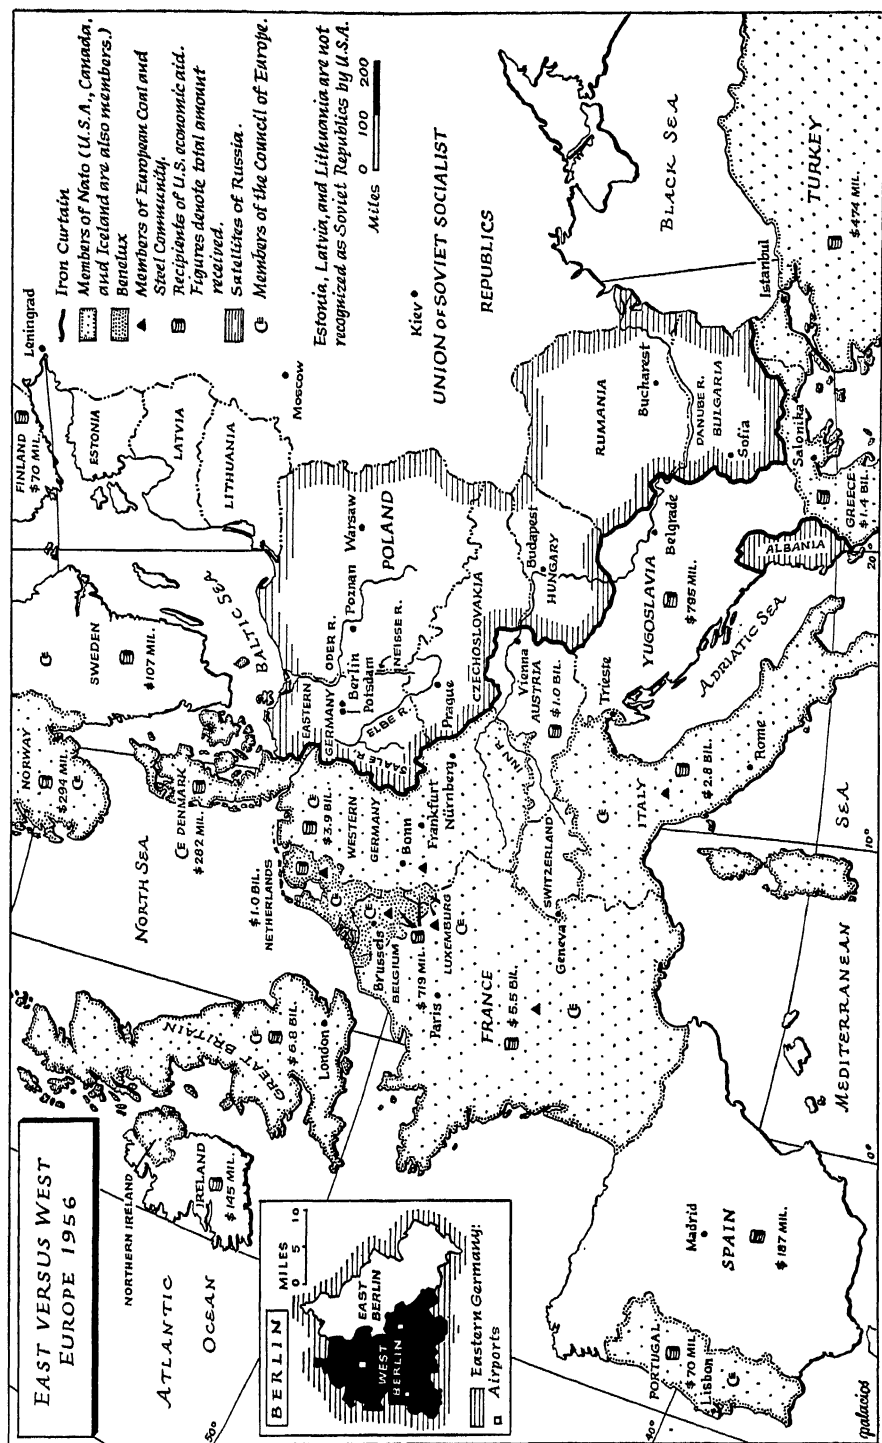 EAST VERSUS WEST
EUROPE 1956
Iron Curtain
Members of Nato (U.S.A., Canada,
and Iceland are also members.)
Benelux
Members of European Coal and
Steel Community.
Recipients of U.S. economic aid.
Figures denote total amount
received.
Satellites of Russia.
Members of the Council of Europe.
Estonia, Latvia, and Lithuania are not
recognized as Soviet Republics by U.S.A.
0 100 200
Miles
Leningrad
FINLAND
$70 MIL.
ESTONIA
LATVIA
LITHUANIA
Moscow
Kiev
UNION OF SOVIET SOCIALIST
REPUBLICS
BLACK SEA
TURKEY
$474 MIL.
Istanbul
NORWAY
$294 MIL.
SWEDEN
$107 MIL.
BALTIC SEA
DENMARK
$282 MIL.
NORTH SEA
POLAND
Warsaw
Poznan
ODER R.
NEISSE R.
EASTERN
GERMANY
Berlin
Potsdam
ELBE R.
SAALE R.
Prague
CZECHOSLOVAKIA
Budapest
HUNGARY
RUMANIA
Bucharest
DANUBE R.
BULGARIA
Sofia
Salonika
GREECE
$1.4 BIL.
20°
ALBANIA
YUGOSLAVIA
$795 MIL.
Belgrade
ADRIATIC SEA
Trieste
Vienna
AUSTRIA
$1.0 BIL.
INN R.
$1.0 BIL.
NETHERLANDS
$3.9 BIL.
WESTERN
GERMANY
Bonn
Frankfurt
Nürnberg
Brussels
BELGIUM
$719 MIL.
LUXEMBURG
Paris
FRANCE
$5.5 BIL.
SWITZERLAND
Geneva
ITALY
$2.8 BIL.
Rome
10°
MEDITERRANEAN
SEA
GREAT BRITAIN
$6.8 BIL.
London
NORTHERN IRELAND
IRELAND
$145 MIL.
ATLANTIC
OCEAN
50°
BERLIN
MILES
0 5 10
EAST
BERLIN
WEST
BERLIN
Eastern Germany:
Airports
0°
Madrid
SPAIN
$187 MIL.
PORTUGAL
$70 MIL.
Lisbon
40°
palacios